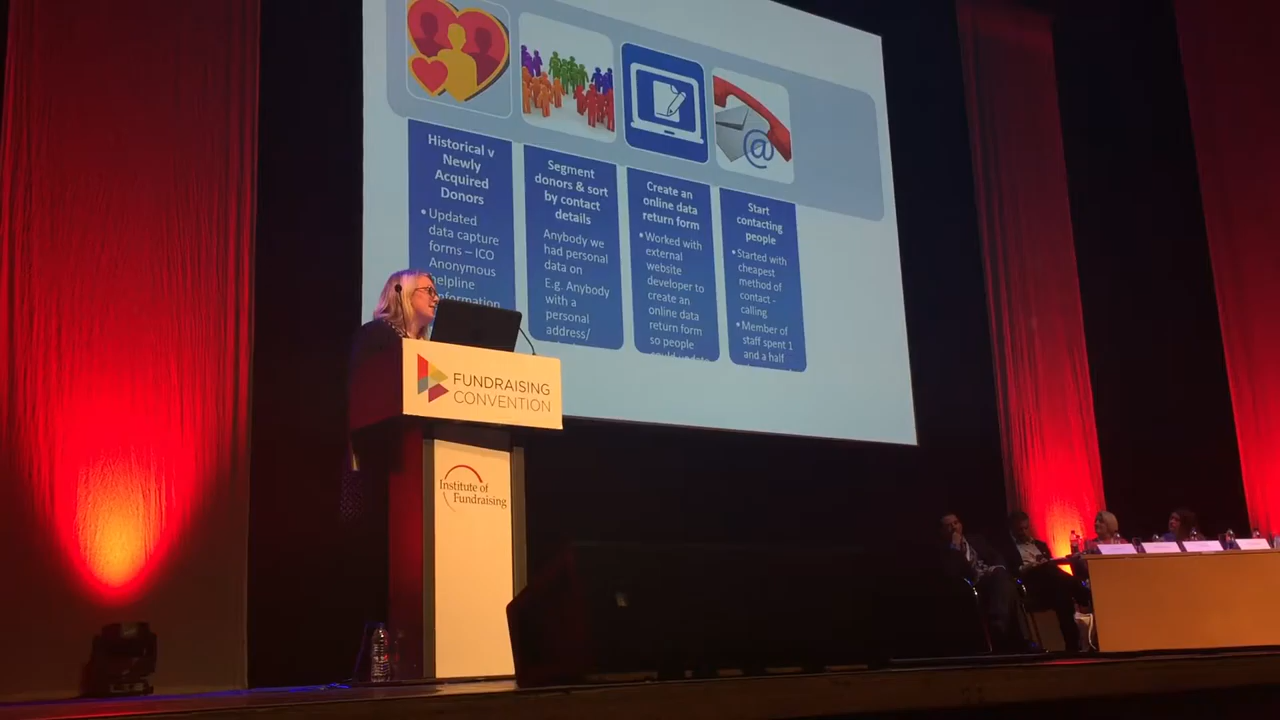 Historical v
Newly
Acquired
Donors
• Updated
data capture
forms – ICO
Anonymous
helpline
information
Segment
donors & sort
by contact
details
Anybody we
had personal
data on
E.g. Anybody
with a
personal
address/
Create an
online data
return form
• Worked with
external
website
developer to
create an
online data
return form
so people
could update
Start
contacting
people
• Started with
cheapest
method of
contact -
calling
• Member of
staff spent 1
and a half
@
FUNDRAISING
CONVENTION
Institute of
Fundraising